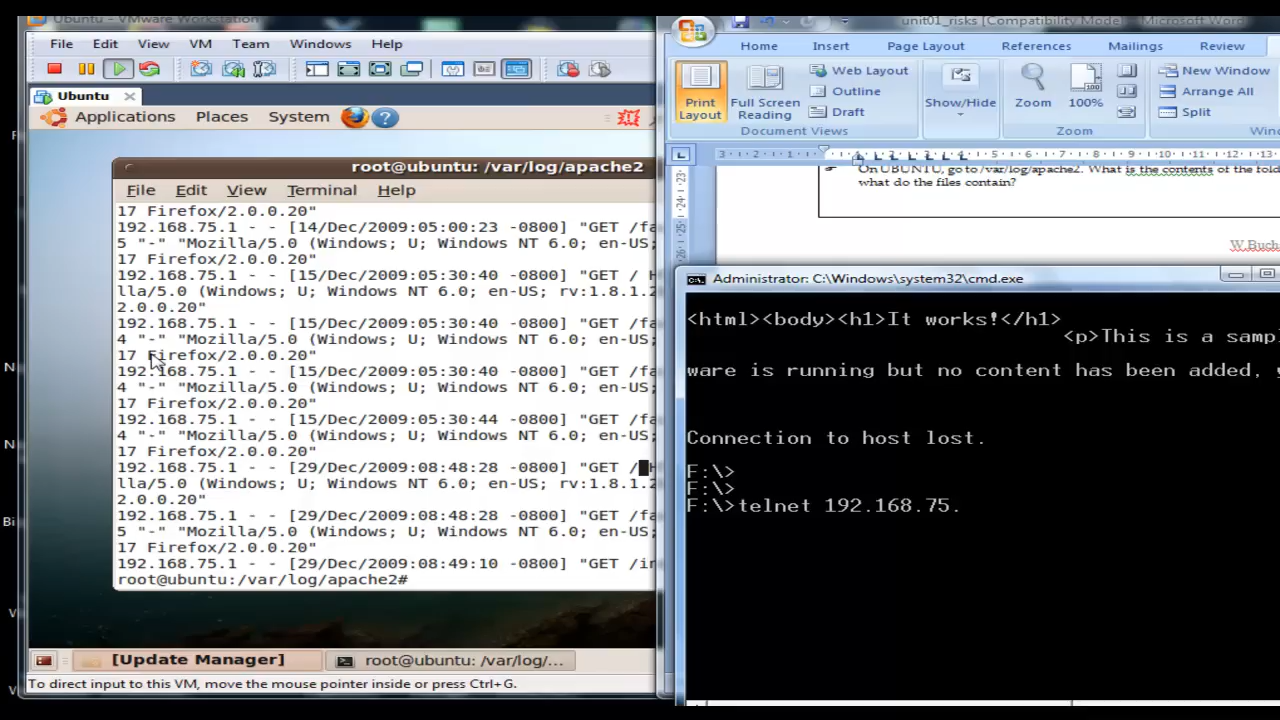 Ubuntu - VMware Workstation
File Edit View VM Team Windows Help
Ubuntu
Applications Places System
root@ubuntu: /var/log/apache2
File Edit View Terminal Help
17 Firefox/2.0.0.20"
192.168.75.1 - - [14/Dec/2009:05:00:23 -0800] "GET /fa
5 "-" "Mozilla/5.0 (Windows; U; Windows NT 6.0; en-US;
17 Firefox/2.0.0.20"
192.168.75.1 - - [15/Dec/2009:05:30:40 -0800] "GET / H
lla/5.0 (Windows; U; Windows NT 6.0; en-US; rv:1.8.1.2
2.0.0.20"
192.168.75.1 - - [15/Dec/2009:05:30:40 -0800] "GET /fa
4 "-" "Mozilla/5.0 (Windows; U; Windows NT 6.0; en-US;
17 Firefox/2.0.0.20"
192.168.75.1 - - [15/Dec/2009:05:30:40 -0800] "GET /fa
4 "-" "Mozilla/5.0 (Windows; U; Windows NT 6.0; en-US;
17 Firefox/2.0.0.20"
192.168.75.1 - - [15/Dec/2009:05:30:44 -0800] "GET /fa
4 "-" "Mozilla/5.0 (Windows; U; Windows NT 6.0; en-US;
17 Firefox/2.0.0.20"
192.168.75.1 - - [29/Dec/2009:08:48:28 -0800] "GET / H
lla/5.0 (Windows; U; Windows NT 6.0; en-US; rv:1.8.1.2
2.0.0.20"
192.168.75.1 - - [29/Dec/2009:08:48:28 -0800] "GET /fa
5 "-" "Mozilla/5.0 (Windows; U; Windows NT 6.0; en-US;
17 Firefox/2.0.0.20"
192.168.75.1 - - [29/Dec/2009:08:49:10 -0800] "GET /in
root@ubuntu:/var/log/apache2#
[Update Manager] root@ubuntu: /var/log/...
To direct input to this VM, move the mouse pointer inside or press Ctrl+G.
unit01_risks [Compatibility Mode] - Microsoft Word
Home Insert Page Layout References Mailings Review
Print Layout
Full Screen Reading
Web Layout
Outline
Draft
Document Views
Show/Hide
Zoom
100%
Zoom
New Window
Arrange All
Split
Win
3 2 1 1 2 3 4 5 6 7 8 9 10 11 12 13
On UBUNTU, go to /var/log/apache2. What is the contents of the fold
what do the files contain?
W.Buch
Administrator: C:\Windows\system32\cmd.exe
<html><body><h1>It works!</h1>
<p>This is a sampl
ware is running but no content has been added, y
Connection to host lost.
F:\>
F:\>
F:\>telnet 192.168.75.